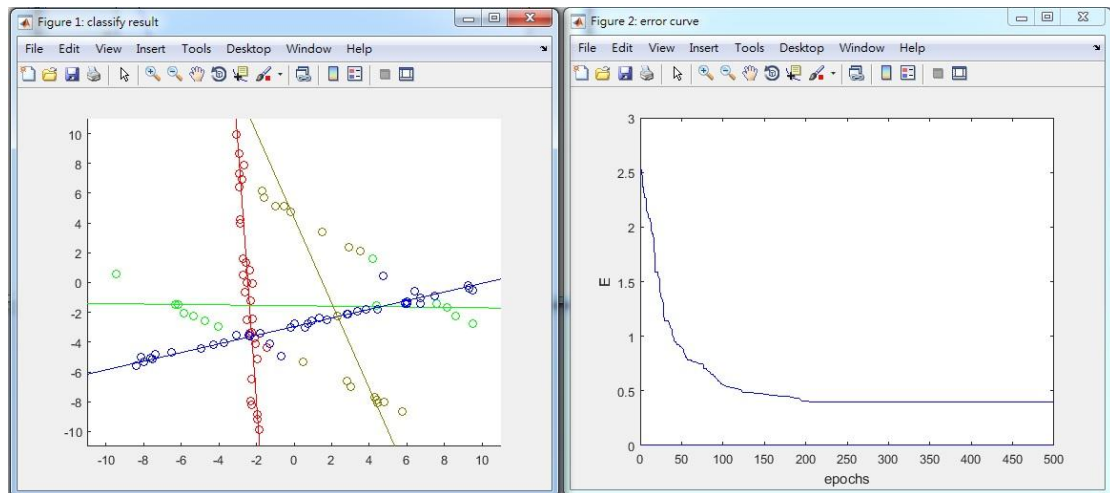 Figure 1: classify result
File Edit View Insert Tools Desktop Window Help
10
8
6
4
2
0
-2
-4
-6
-8
-10
-10 -8 -6 -4 -2 0 2 4 6 8 10
Figure 2: error curve
File Edit View Insert Tools Desktop Window Help
3
2.5
2
1.5
1
0.5
0
E
0 50 100 150 200 250 300 350 400 450 500
epochs